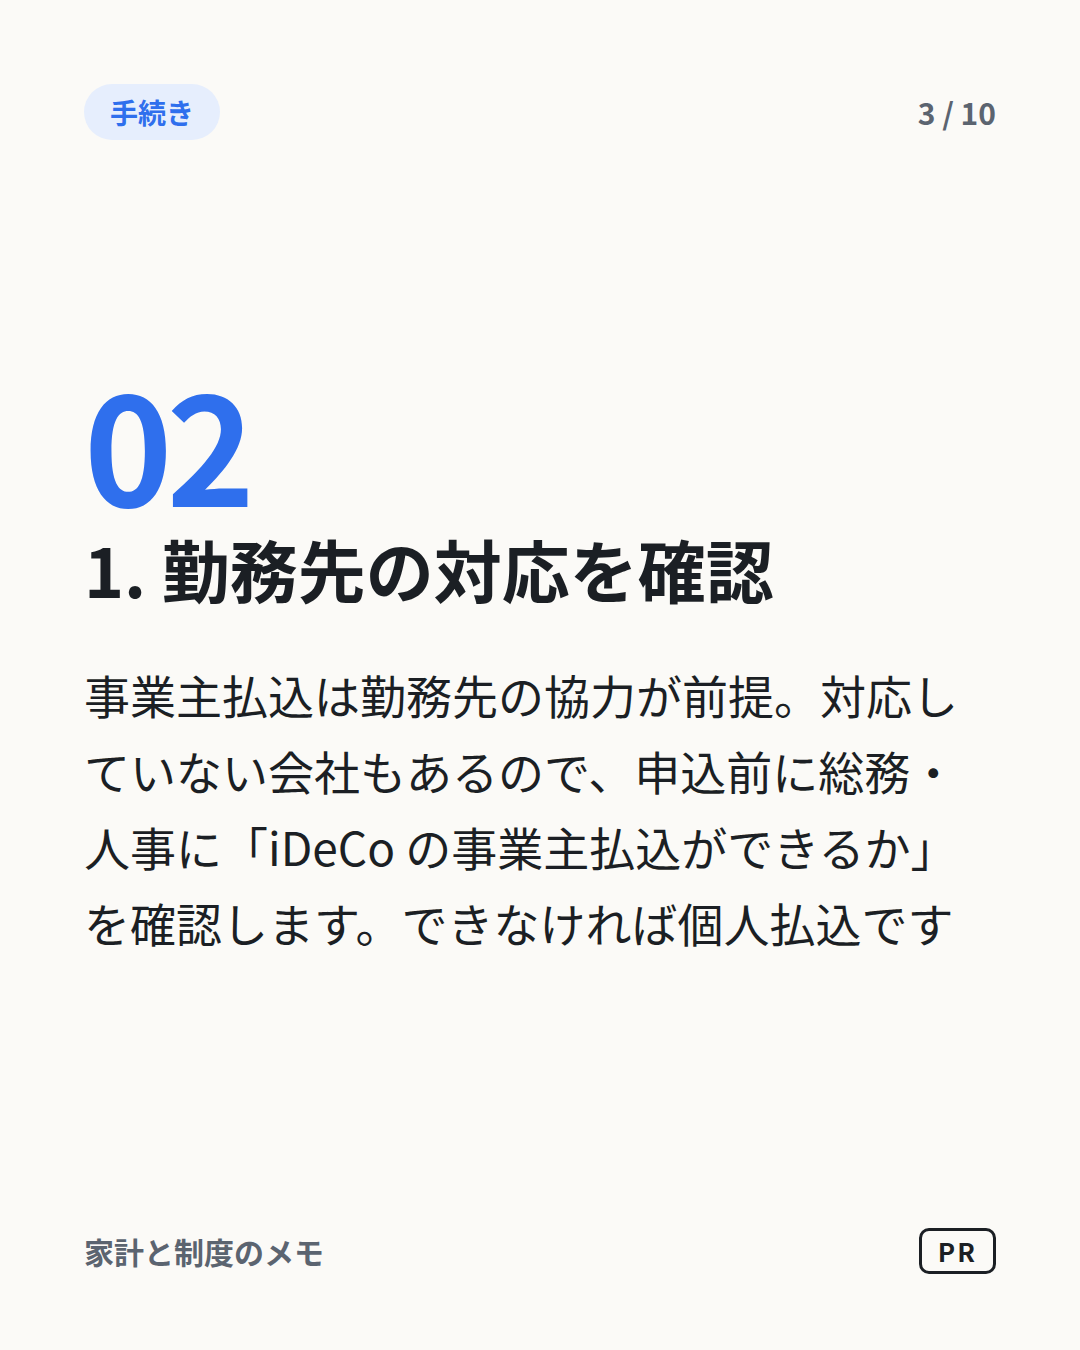 手続き
3 / 10
02
1. 勤務先の対応を確認
事業主払込は勤務先の協力が前提。対応し
ていない会社もあるので、申込前に総務・
人事に「iDeCo の事業主払込ができるか」
を確認します。できなければ個人払込です
家計と制度のメモ
PR